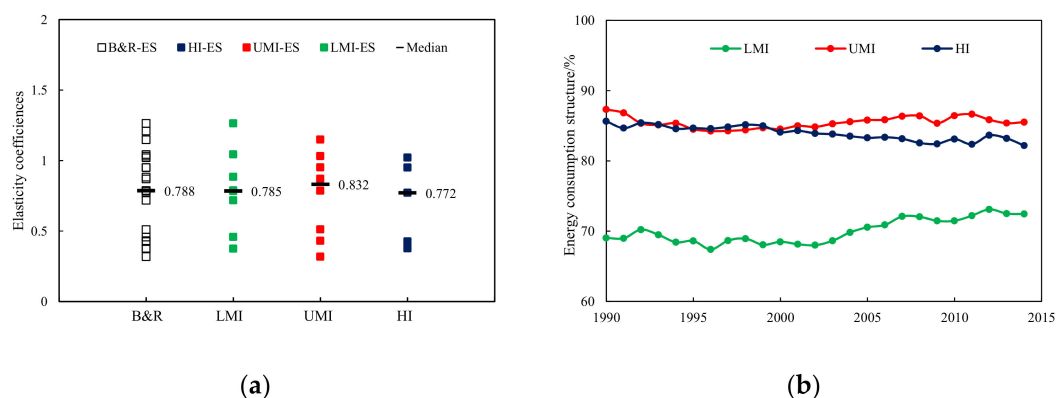 2
1.5
1
0.5
0
Elasticity coefficiences
B&R-ES HI-ES UMI-ES LMI-ES Median
0.788
0.785
0.832
0.772
B&R LMI UMI HI
(a)
100
90
80
70
60
Energy consumption structure/%
LMI UMI HI
1990 1995 2000 2005 2010 2015
(b)